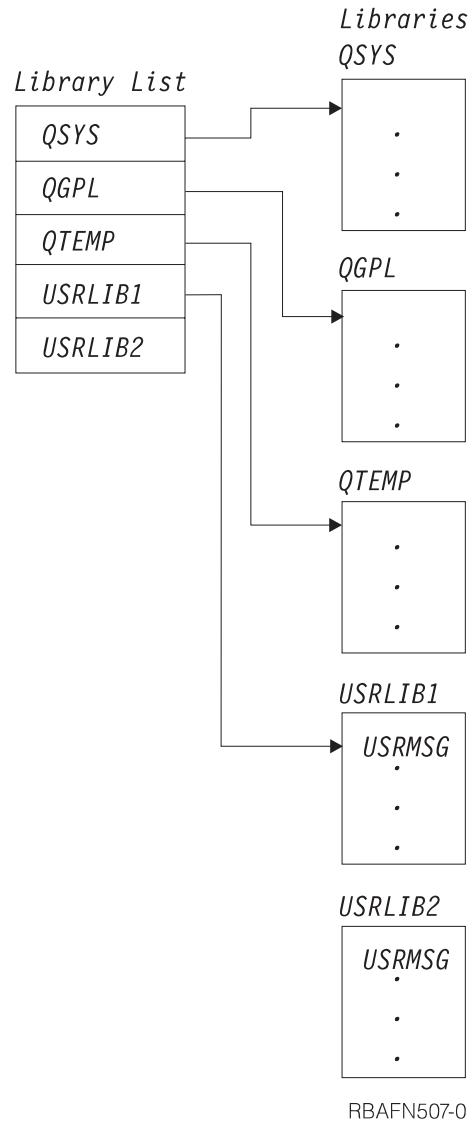 Library List
QSYS
QGPL
QTEMP
USRLIB1
USRLIB2
Libraries
QSYS
.
.
.
QGPL
.
.
.
QTEMP
.
.
.
USRLIB1
USRMSG
.
.
.
USRLIB2
USRMSG
.
.
.
RBAFN507-0